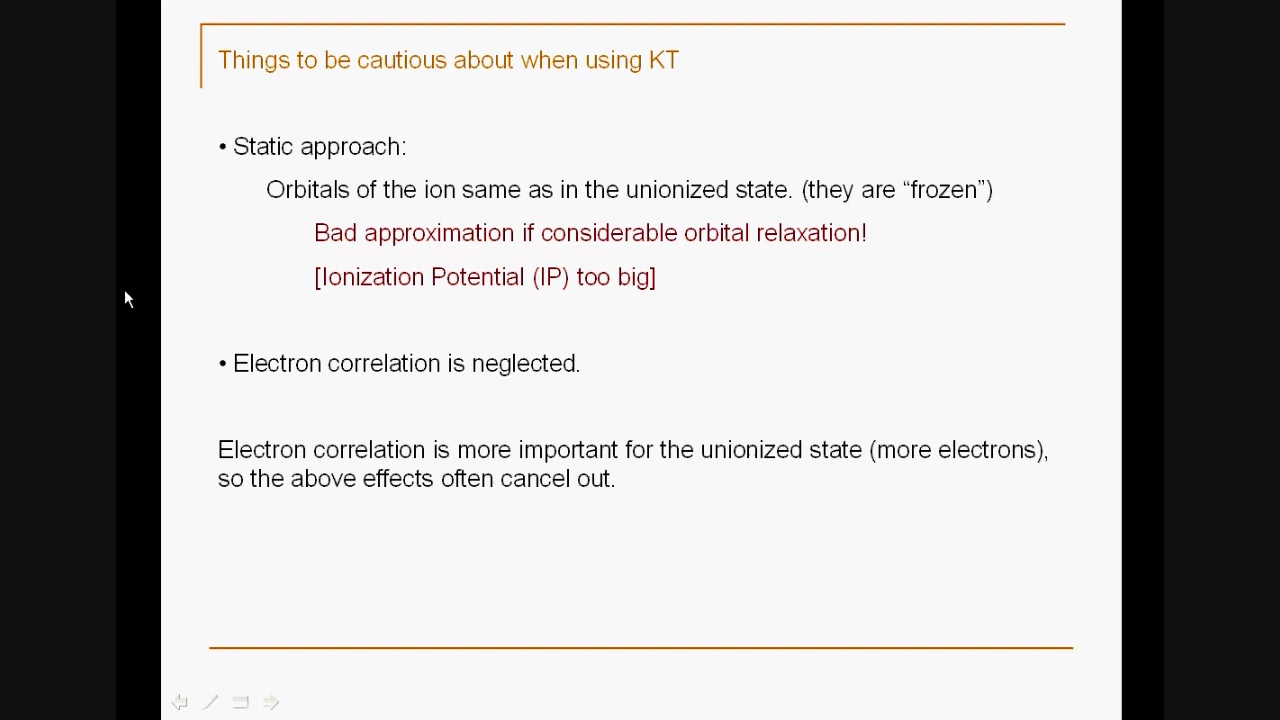 Things to be cautious about when using KT
• Static approach:
Orbitals of the ion same as in the unionized state. (they are “frozen”)
Bad approximation if considerable orbital relaxation!
[Ionization Potential (IP) too big]
• Electron correlation is neglected.
Electron correlation is more important for the unionized state (more electrons),
so the above effects often cancel out.